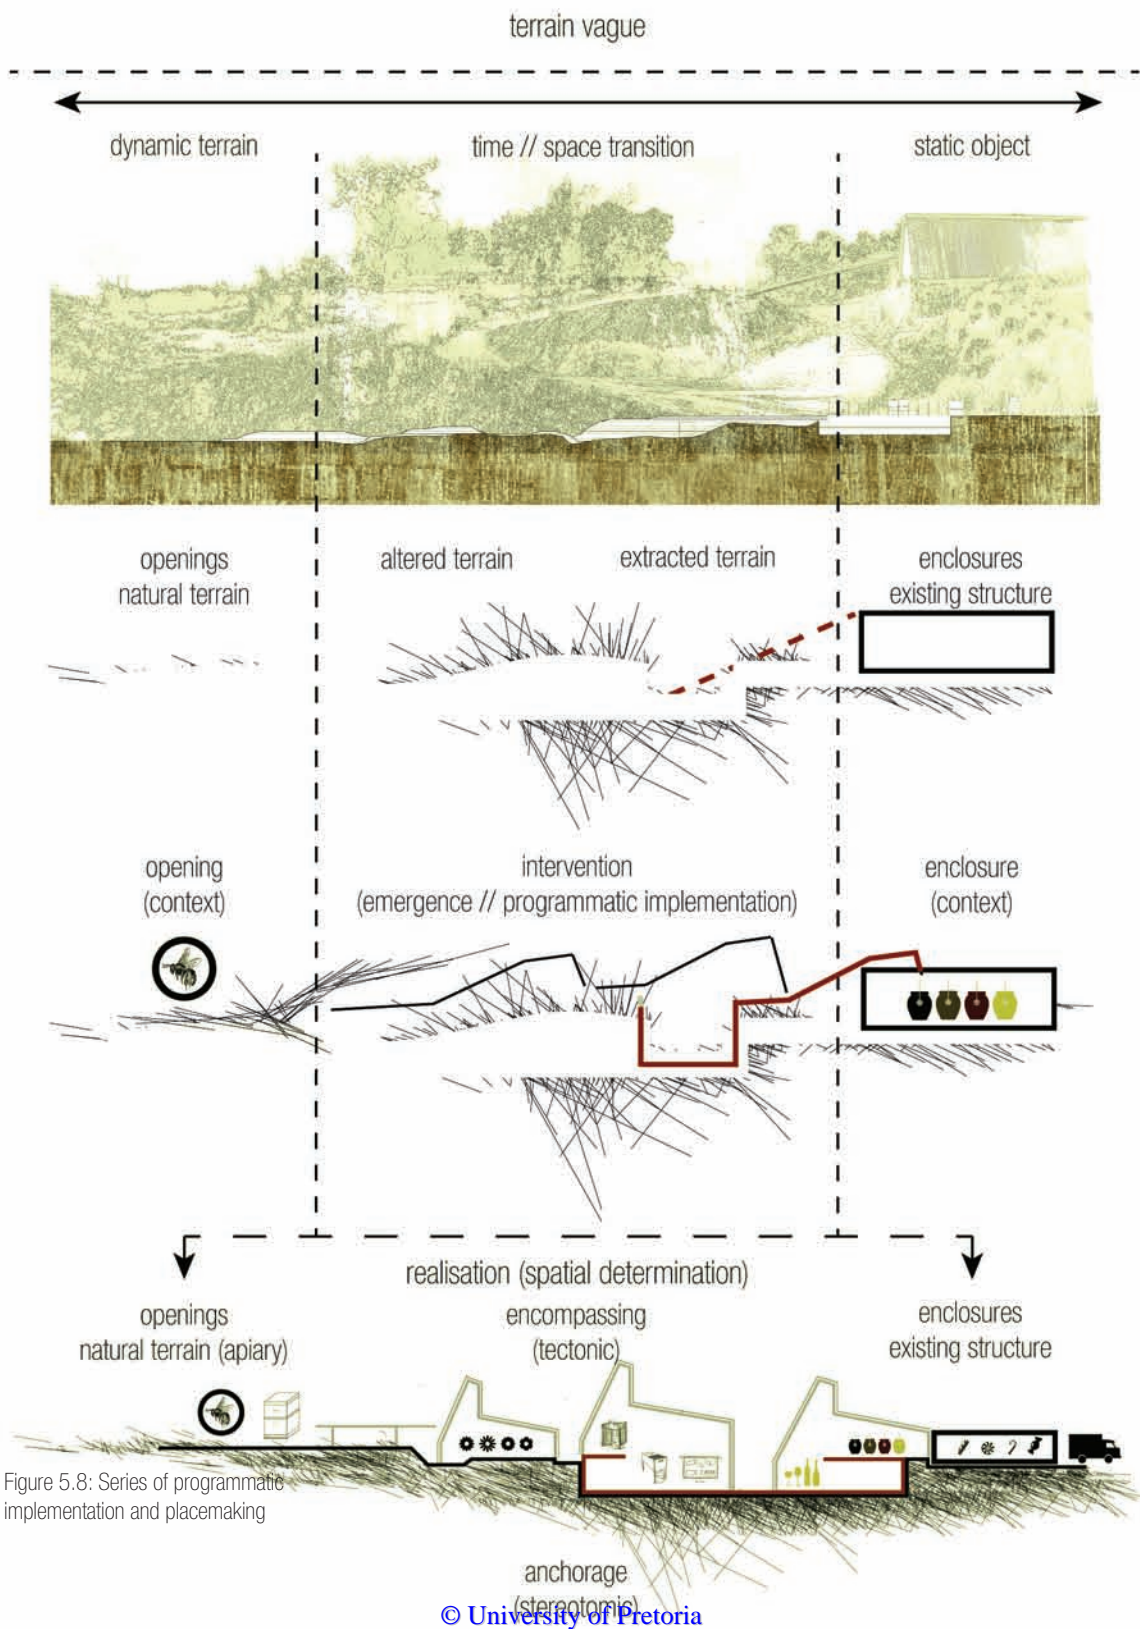 terrain vague
dynamic terrain
time // space transition
static object
openings
natural terrain
altered terrain
extracted terrain
enclosures
existing structure
opening
(context)
intervention
(emergence // programmatic implementation)
enclosure
(context)
realisation (spatial determination)
openings
natural terrain (apiary)
encompassing
(tectonic)
enclosures
existing structure
Figure 5.8: Series of programmatic
implementation and placemaking
anchorage
(stereotomic)
© University of Pretoria